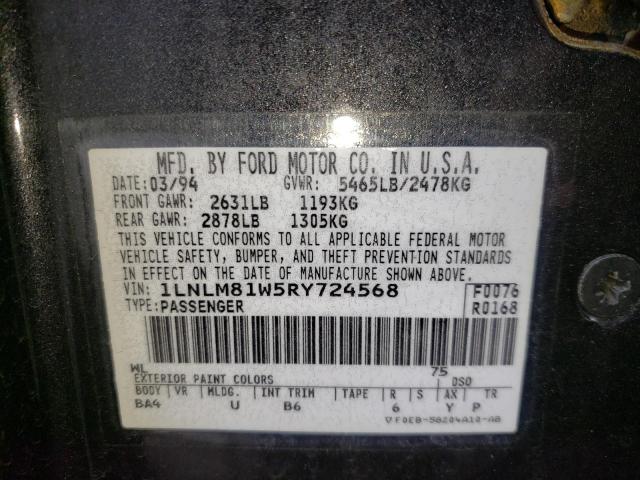 MFD. BY FORD MOTOR CO. IN U.S.A.
DATE: 03/94 GVWR: 5465LB/2478KG
FRONT GAWR: 2631LB 1193KG
REAR GAWR: 2878LB 1305KG
THIS VEHICLE CONFORMS TO ALL APPLICABLE FEDERAL MOTOR
VEHICLE SAFETY, BUMPER, AND THEFT PREVENTION STANDARDS
IN EFFECT ON THE DATE OF MANUFACTURE SHOWN ABOVE.
VIN: 1LNLM81W5RY724568 F0076
TYPE: PASSENGER R0168
WL 75
EXTERIOR PAINT COLORS DSO
BODY VR MLDG. INT TRIM TAPE R S AX TR
BA4 U B6 6 Y P
▽F0EB-58204A10-AB